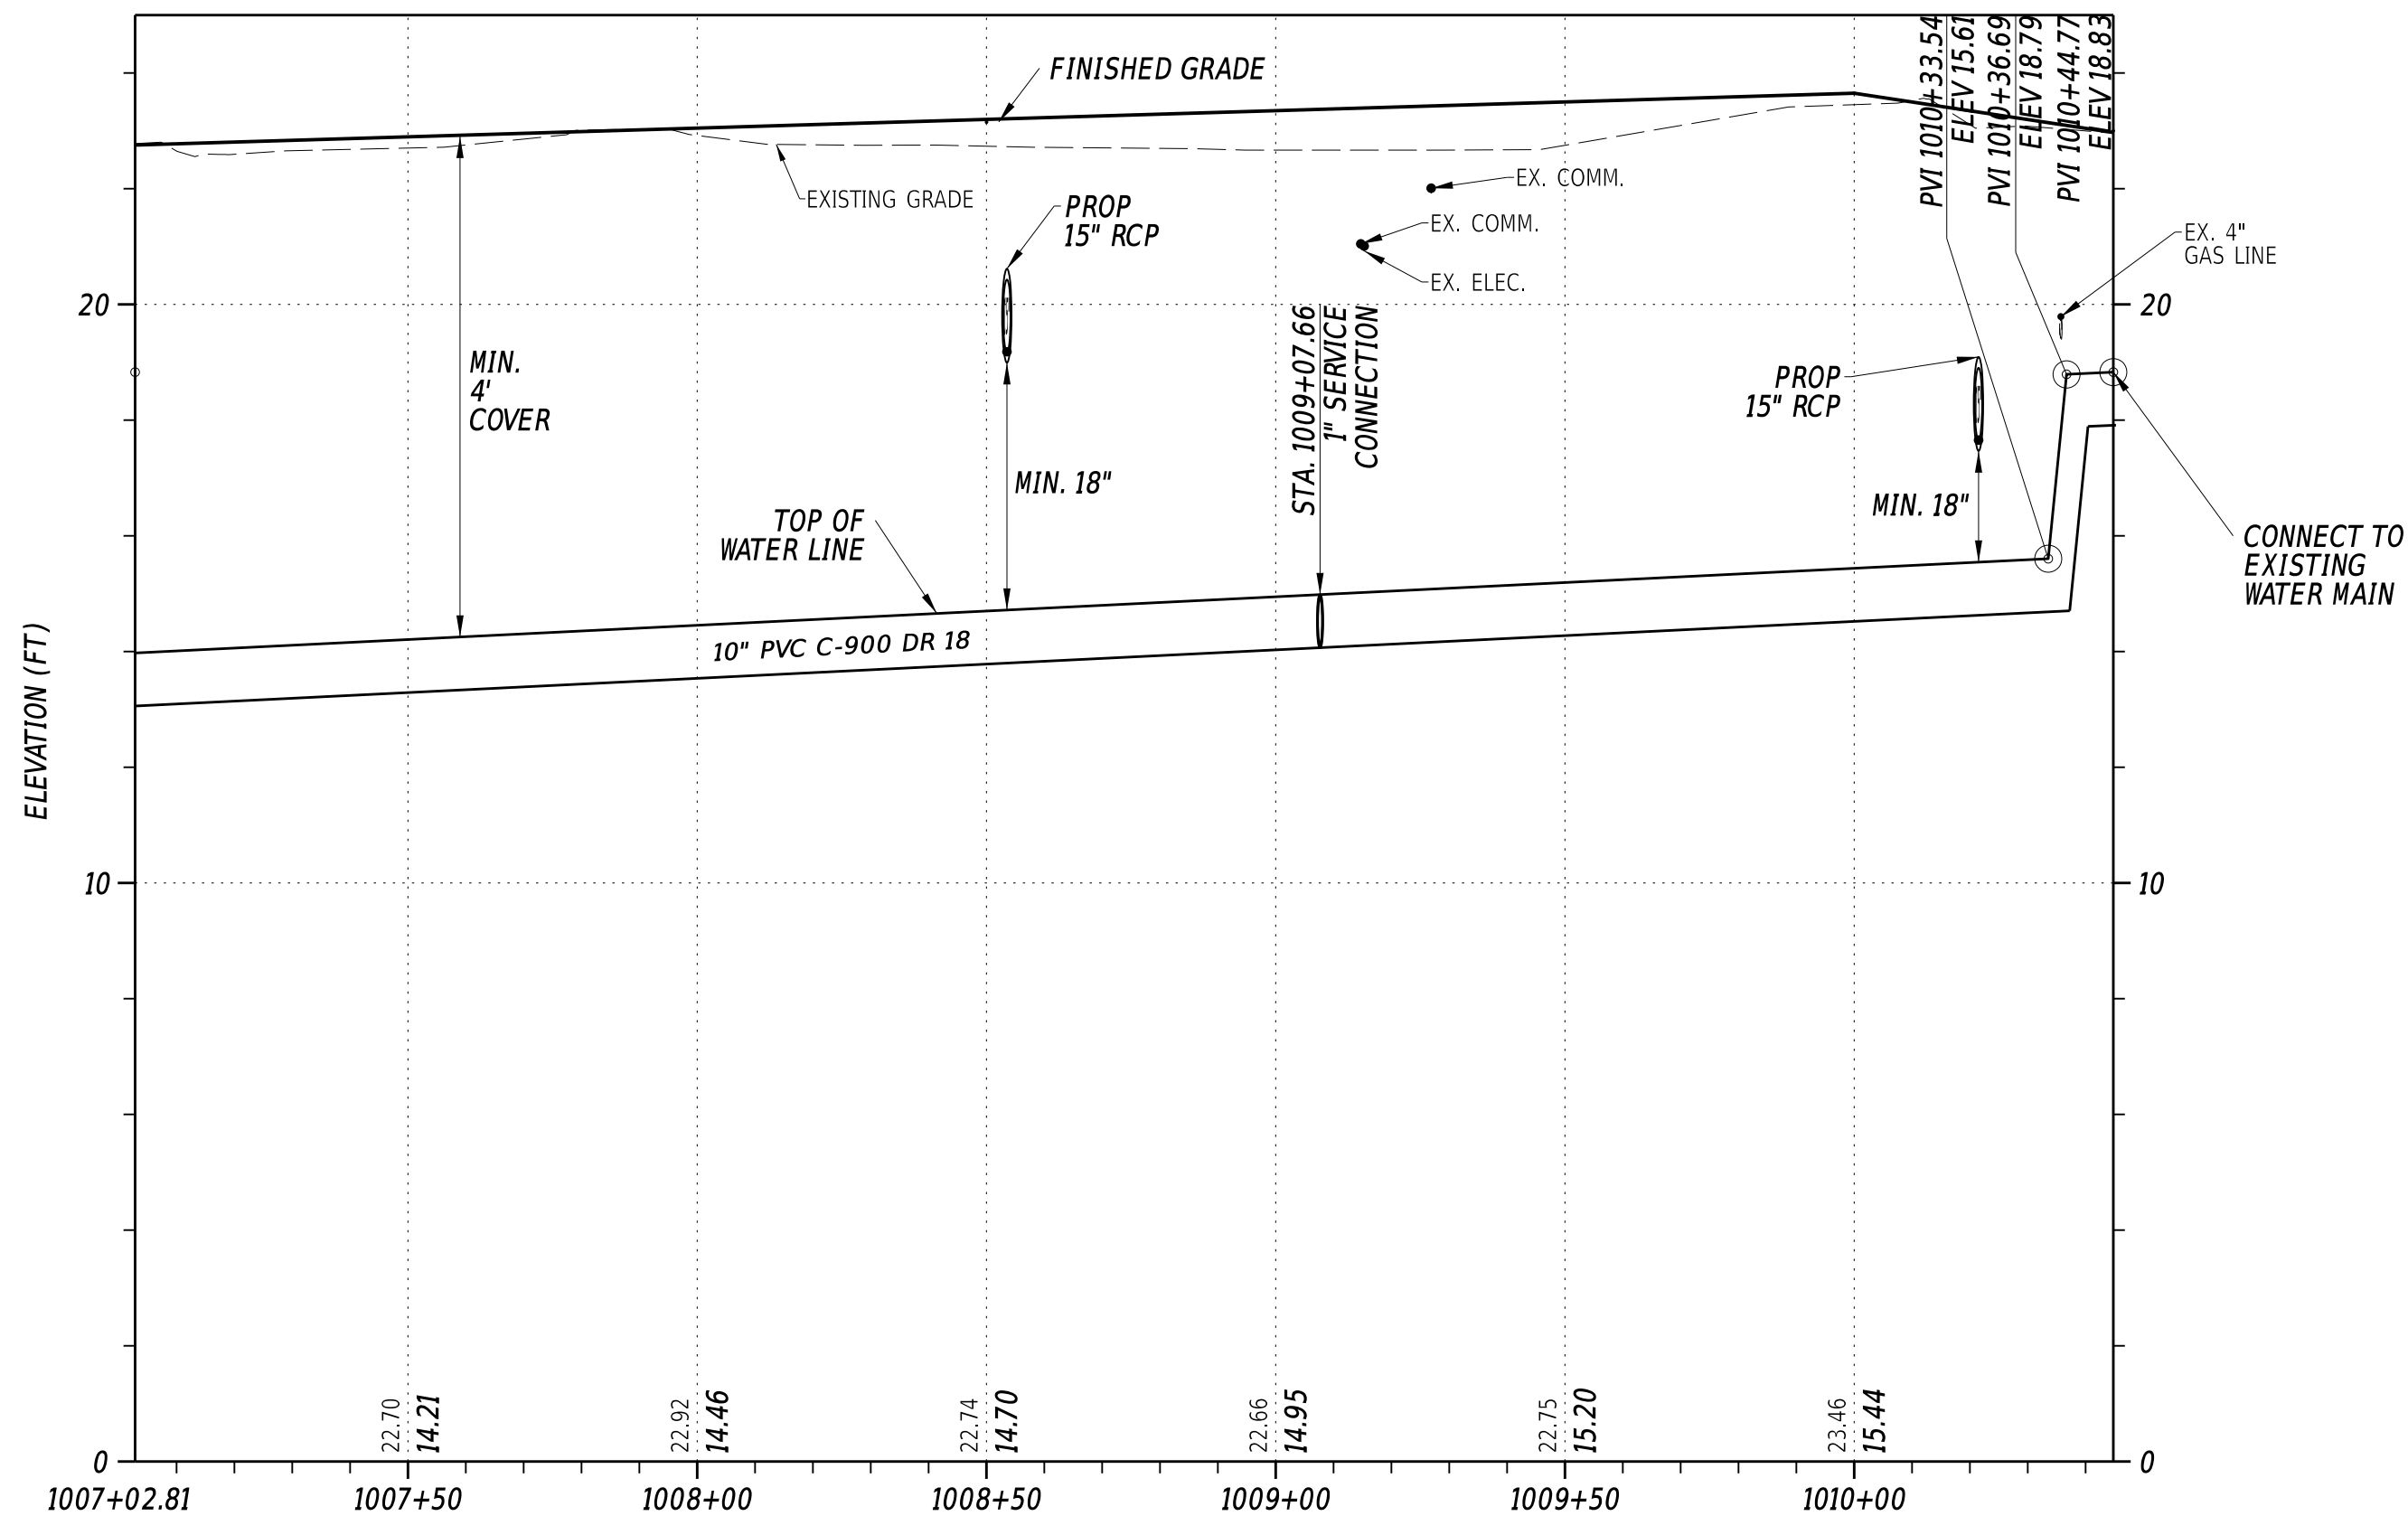 FINISHED GRADE
PVI 1010+33.54
ELEV 15.61
PVI 1010+36.69
ELEV 18.79
PVI 1010+44.77
ELEV 18.83
EXISTING GRADE
EX. COMM.
PROP
15" RCP
EX. COMM.
EX. ELEC.
EX. 4"
GAS LINE
20
20
MIN.
4'
COVER
STA. 1009+07.66
1" SERVICE
CONNECTION
PROP
15" RCP
MIN. 18"
MIN. 18"
TOP OF
WATER LINE
CONNECT TO
EXISTING
WATER MAIN
10" PVC C-900 DR 18
ELEVATION (FT)
10
10
22.70
14.21
22.92
14.46
22.74
14.70
22.66
14.95
22.75
15.20
23.46
15.44
0
0
1007+02.81
1007+50
1008+00
1008+50
1009+00
1009+50
1010+00